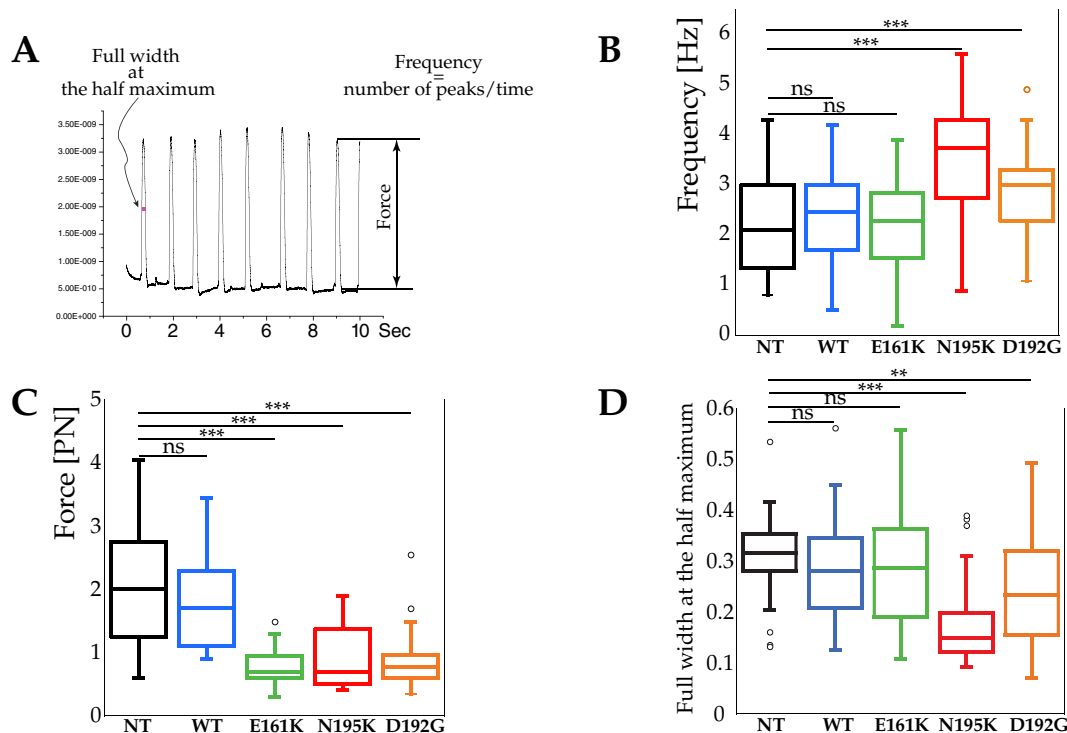 A
Full width
at
the half maximum
Frequency
=
number of peaks/time
3.50E-009
3.00E-009
2.50E-009
2.00E-009
1.50E-009
1.00E-009
5.00E-010
0.00E+000
Force
0 2 4 6 8 10 Sec
B
Frequency [Hz]
6
5
4
3
2
1
0
***
***
ns
ns
NT WT E161K N195K D192G
C
Force [PN]
5
4
3
2
1
0
***
***
***
ns
NT WT E161K N195K D192G
D
Full width at the half maximum
0.6
0.5
0.4
0.3
0.2
0.1
0
**
***
ns
ns
NT WT E161K N195K D192G